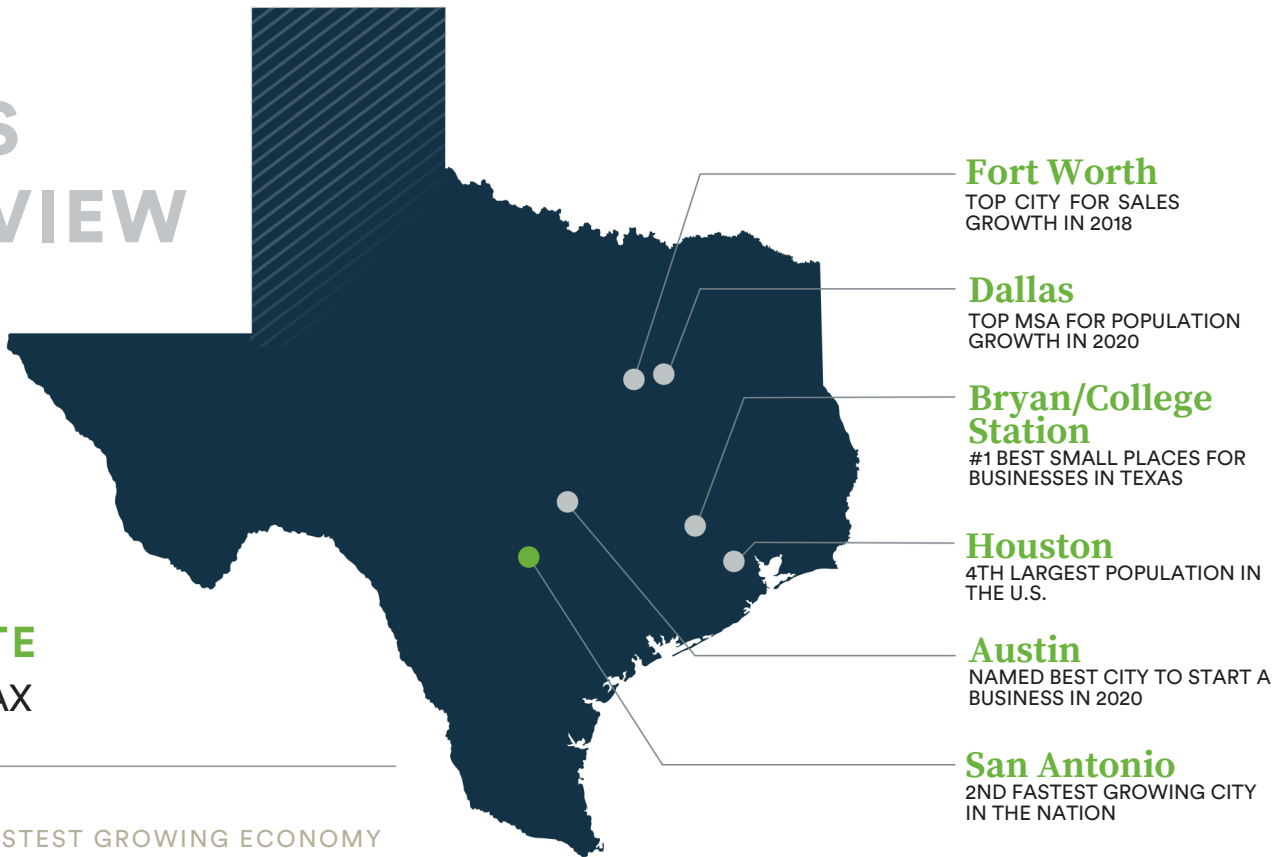 S
VIEW
Fort Worth
TOP CITY FOR SALES
GROWTH IN 2018
Dallas
TOP MSA FOR POPULATION
GROWTH IN 2020
Bryan/College
Station
#1 BEST SMALL PLACES FOR
BUSINESSES IN TEXAS
Houston
4TH LARGEST POPULATION IN
THE U.S.
Austin
NAMED BEST CITY TO START A
BUSINESS IN 2020
San Antonio
2ND FASTEST GROWING CITY
IN THE NATION
TE
AX
STEST GROWING ECONOMY